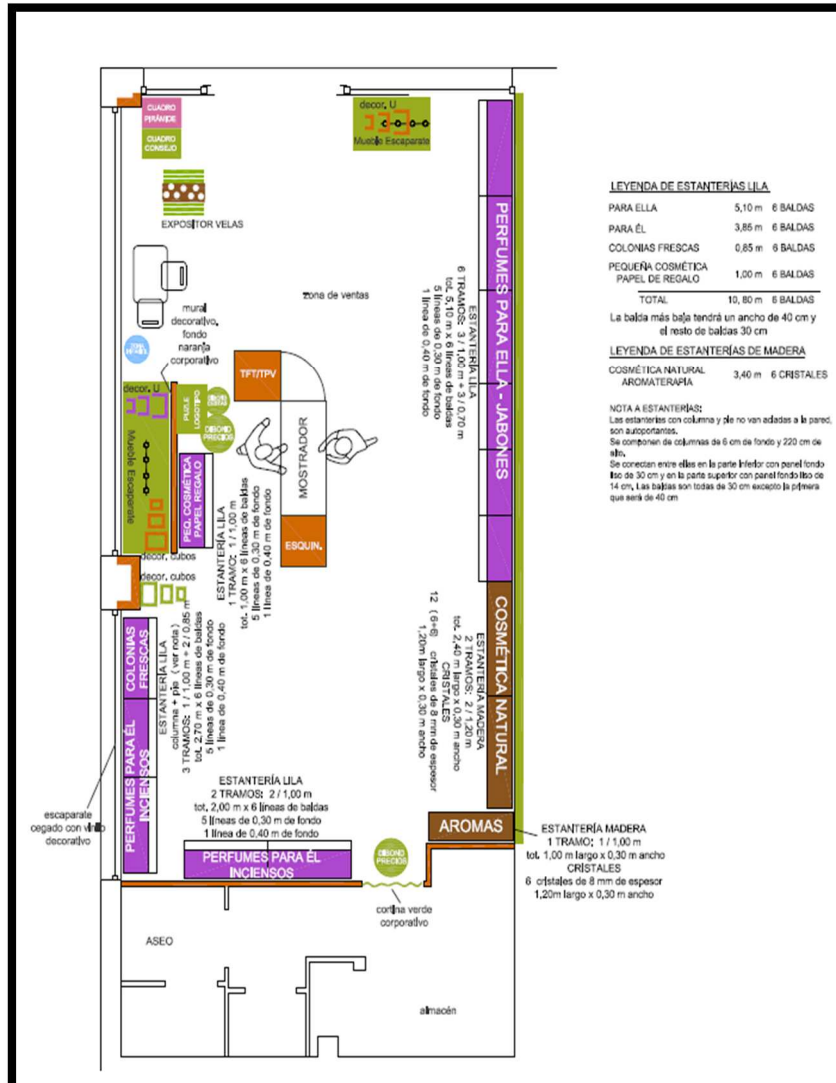 CUADRO
PIRÁMIDE
CUADRO
CONSEJO
decor. U
Mueble Escaparate
EXPOSITOR VELAS
zona de ventas
mural
decorativo,
fondo
naranja
corporativo
TFT/TPV
MOSTRADOR
ESQUIN.
decor. U
Mueble Escaparate
PUZLE
LOGOTIPO
DIBOND
PRECIOS
PEQ. COSMÉTICA
PAPEL REGALO
ESTANTERÍA LILA
1 TRAMO: 1 / 1,00 m
tot. 1,00 m x 6 líneas de baldas
5 líneas de 0,30 m de fondo
1 línea de 0,40 m de fondo
decor. cubos
decor. cubos
PERFUMES PARA ELLA - JABONES
ESTANTERÍA LILA
6 TRAMOS: 3 / 1,00 m + 3 / 0,70 m
tot. 5,10 m x 6 líneas de baldas
5 líneas de 0,30 m de fondo
1 línea de 0,40 m de fondo
COSMÉTICA NATURAL
ESTANTERÍA MADERA
2 TRAMOS: 2 / 1,20 m
tot. 2,40 m largo x 0,30 m ancho
CRISTALES
12 (6+6) cristales de 8 mm de espesor
1,20m largo x 0,30 m ancho
COLONIAS
FRESCAS
PERFUMES PARA ÉL
INCIENSOS
ESTANTERÍA LILA
columna + pie (ver nota)
3 TRAMOS: 1 / 1,00 m + 2 / 0,85 m
tot. 2,70 m x 6 líneas de baldas
5 líneas de 0,30 m de fondo
1 línea de 0,40 m de fondo
escaparate
cegado con vinilo
decorativo
ESTANTERÍA LILA
2 TRAMOS: 2 / 1,00 m
tot. 2,00 m x 6 líneas de baldas
5 líneas de 0,30 m de fondo
1 línea de 0,40 m de fondo
PERFUMES PARA ÉL
INCIENSOS
DIBOND
PRECIOS
AROMAS
ESTANTERÍA MADERA
1 TRAMO: 1 / 1,00 m
tot. 1,00 m largo x 0,30 m ancho
CRISTALES
6 cristales de 8 mm de espesor
1,20m largo x 0,30 m ancho
cortina verde
corporativo
ASEO
almacén
LEYENDA DE ESTANTERÍAS LILA
PARA ELLA 5,10 m 6 BALDAS
PARA ÉL 3,85 m 6 BALDAS
COLONIAS FRESCAS 0,85 m 6 BALDAS
PEQUEÑA COSMÉTICA
PAPEL DE REGALO 1,00 m 6 BALDAS
TOTAL 10, 80 m 6 BALDAS
La balda más baja tendrá un ancho de 40 cm y
el resto de baldas 30 cm
LEYENDA DE ESTANTERÍAS DE MADERA
COSMÉTICA NATURAL
AROMATERAPIA 3,40 m 6 CRISTALES
NOTA A ESTANTERÍAS:
Las estanterías con columna y pie no van adiadas a la pared,
son autoportantes.
Se componen de columnas de 6 cm de fondo y 220 cm de
alto.
Se conectan entre ellas en la parte inferior con panel fondo
liso de 30 cm y en la parte superior con panel fondo liso de
14 cm. Las baldas son todas de 30 cm excepto la primera
que será de 40 cm